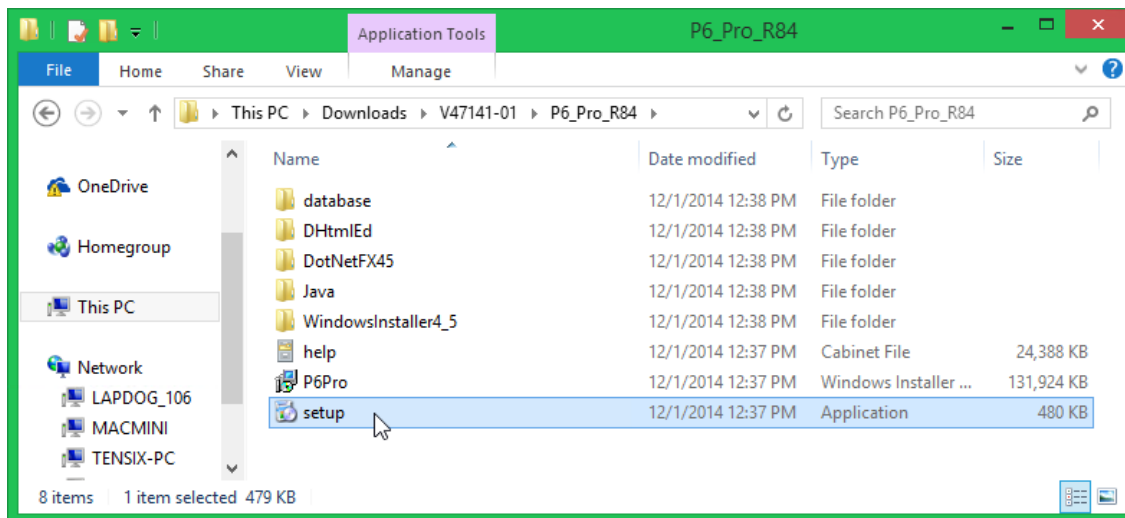 Application Tools P6_Pro_R84
File Home Share View Manage
This PC Downloads V47141-01 P6_Pro_R84 Search P6_Pro_R84
Name Date modified Type Size
OneDrive
Homegroup
This PC
Network
LAPDOG_106
MACMINI
TENSIX-PC
database 12/1/2014 12:38 PM File folder
DHtmlEd 12/1/2014 12:38 PM File folder
DotNetFX45 12/1/2014 12:38 PM File folder
Java 12/1/2014 12:38 PM File folder
WindowsInstaller4_5 12/1/2014 12:38 PM File folder
help 12/1/2014 12:37 PM Cabinet File 24,388 KB
P6Pro 12/1/2014 12:37 PM Windows Installer ... 131,924 KB
setup 12/1/2014 12:37 PM Application 480 KB
8 items 1 item selected 479 KB